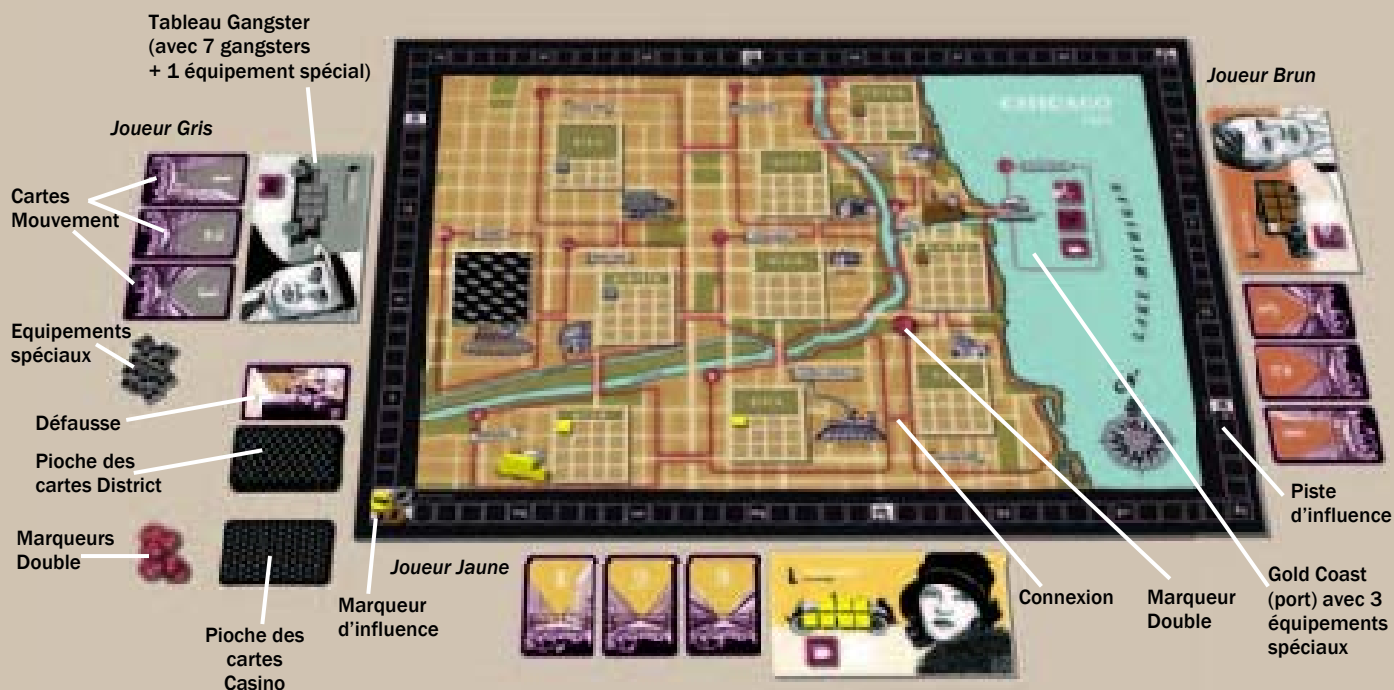 Tableau Gangster
(avec 7 gangsters
+ 1 équipement spécial)
Joueur Gris
Joueur Brun
Cartes
Mouvement
CHICAGO
LAKE MICHIGAN
Equipements
spéciaux
Défausse
Pioche des
cartes District
Marqueurs
Double
Pioche des
cartes
Casino
Marqueur
d'influence
Joueur Jaune
Connexion
Marqueur
Double
Gold Coast
(port) avec 3
équipements
spéciaux
Piste
d'influence